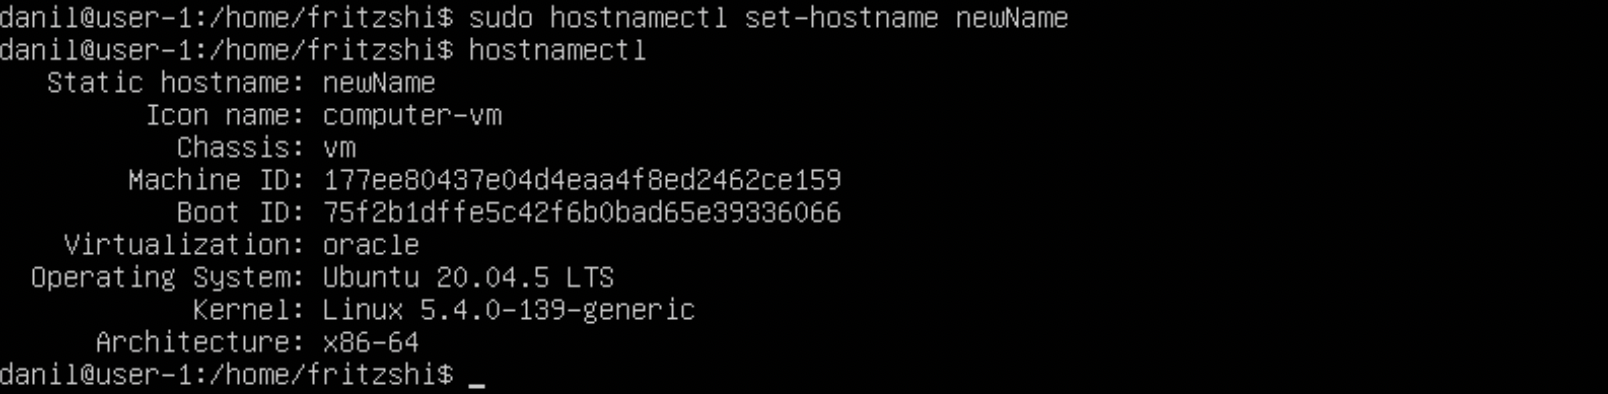 danil@user-1:/home/fritzshi$ sudo hostnamectl set-hostname newName
danil@user-1:/home/fritzshi$ hostnamectl
Static hostname: newName
Icon name: computer-vm
Chassis: vm
Machine ID: 177ee80437e04d4eaa4f8ed2462ce159
Boot ID: 75f2b1dffe5c42f6b0bad65e39336066
Virtualization: oracle
Operating System: Ubuntu 20.04.5 LTS
Kernel: Linux 5.4.0-139-generic
Architecture: x86-64
danil@user-1:/home/fritzshi$ _